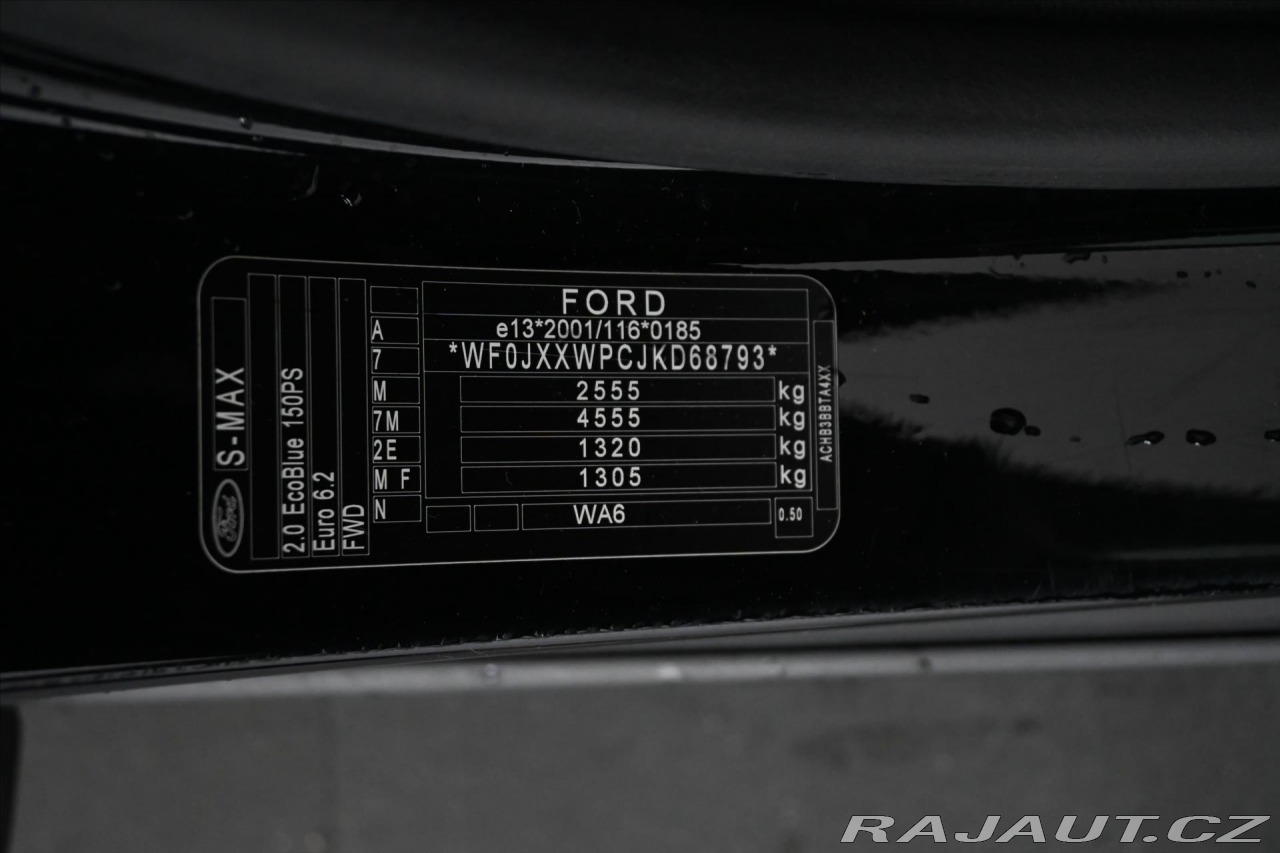 S-MAX
Ford
2.0 EcoBlue 150PS
Euro 6.2
FWD
A
7
M
7M
2E
M F
N
FORD
e13*2001/116*0185
*WF0JXXWPCJKD68793*
2555 kg
4555 kg
1320 kg
1305 kg
WA6
0.50
ACHB3BBTA4XX
RAJAUT.CZ